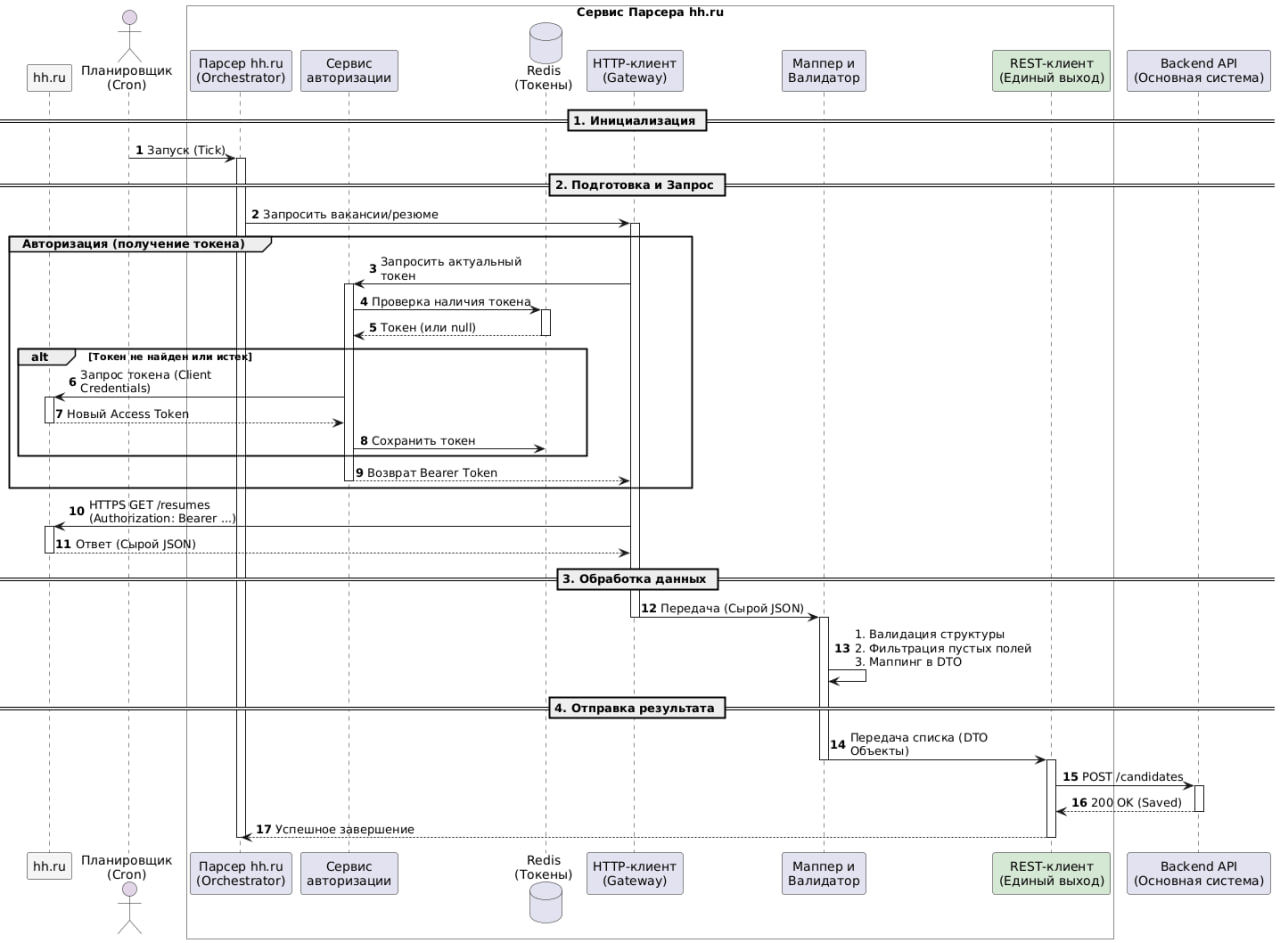 Сервис Парсера hh.ru
hh.ru
Планировщик
(Cron)
Парсер hh.ru
(Orchestrator)
Сервис
авторизации
Redis
(Токены)
HTTP-клиент
(Gateway)
Маппер и
Валидатор
REST-клиент
(Единый выход)
Backend API
(Основная система)
1. Инициализация
1 Запуск (Tick)
2. Подготовка и Запрос
2 Запросить вакансии/резюме
Авторизация (получение токена)
3 Запросить актуальный
токен
4 Проверка наличия токена
5 Токен (или null)
alt [Токен не найден или истек]
6 Запрос токена (Client
Credentials)
7 Новый Access Token
8 Сохранить токен
9 Возврат Bearer Token
10 HTTPS GET /resumes
(Authorization: Bearer ...)
11 Ответ (Сырой JSON)
3. Обработка данных
12 Передача (Сырой JSON)
1. Валидация структуры
13 2. Фильтрация пустых полей
3. Маппинг в DTO
4. Отправка результата
14 Передача списка (DTO
Объекты)
15 POST /candidates
16 200 OK (Saved)
17 Успешное завершение
hh.ru
Планировщик
(Cron)
Парсер hh.ru
(Orchestrator)
Сервис
авторизации
Redis
(Токены)
HTTP-клиент
(Gateway)
Маппер и
Валидатор
REST-клиент
(Единый выход)
Backend API
(Основная система)